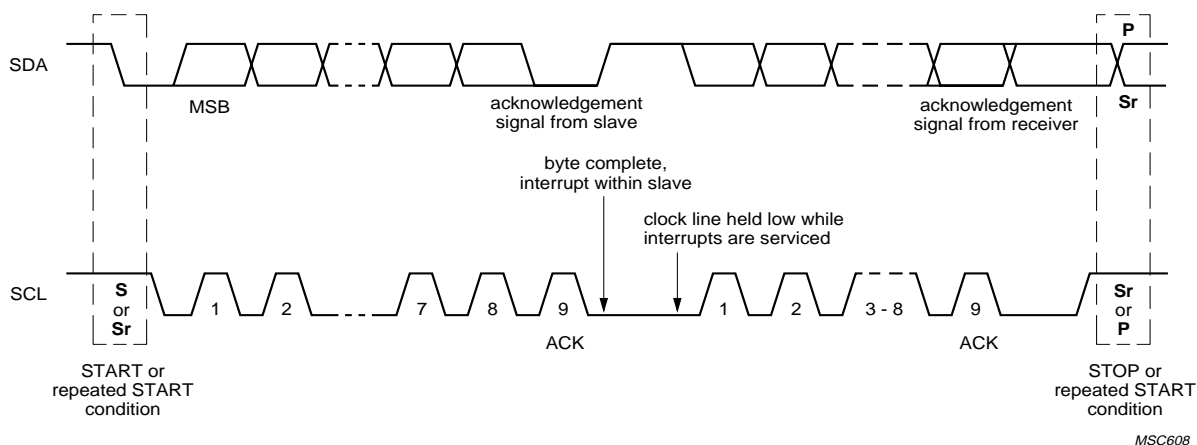 P
SDA
MSB
acknowledgement
signal from slave
acknowledgement
signal from receiver
Sr
byte complete,
interrupt within slave
clock line held low while
interrupts are serviced
SCL
S
or
Sr
1
2
7
8
9
1
2
3 - 8
9
Sr
or
P
ACK
ACK
START or
repeated START
condition
STOP or
repeated START
condition
MSC608